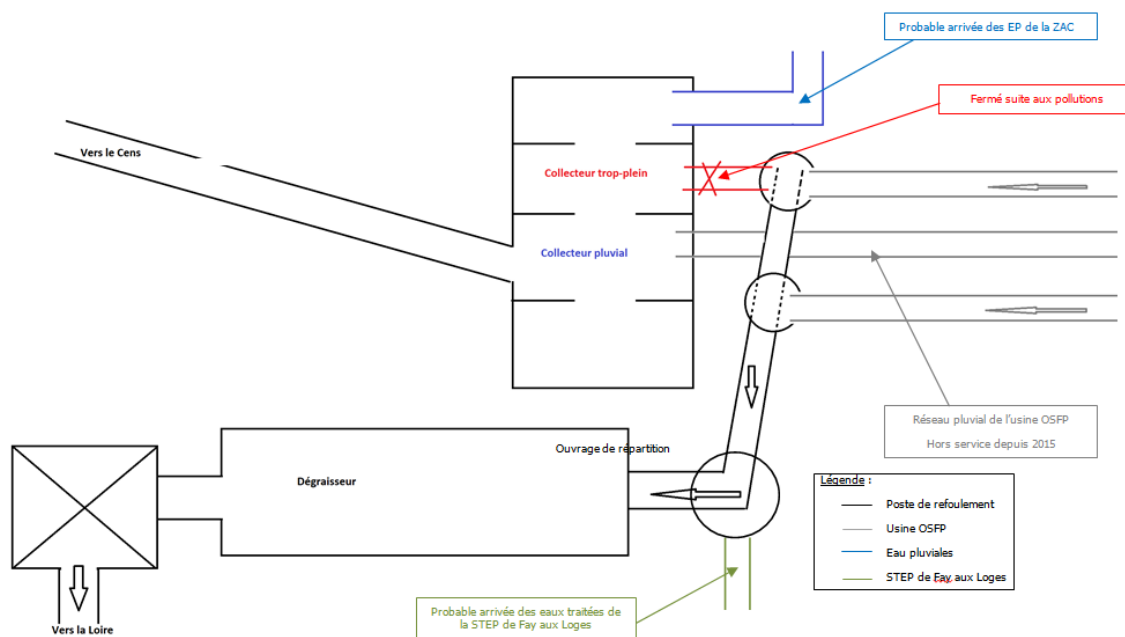 Probable arrivée des EP de la ZAC
Fermé suite aux pollutions
Vers le Cens
Collecteur trop-plein
Collecteur pluvial
Réseau pluvial de l'usine OSFP
Hors service depuis 2015
Ouvrage de répartition
Dégraisseur
Légende :
Poste de refoulement
Usine OSFP
Eau pluviales
STEP de Fay aux Loges
Probable arrivée des eaux traitées de
la STEP de Fay aux Loges
Vers la Loire